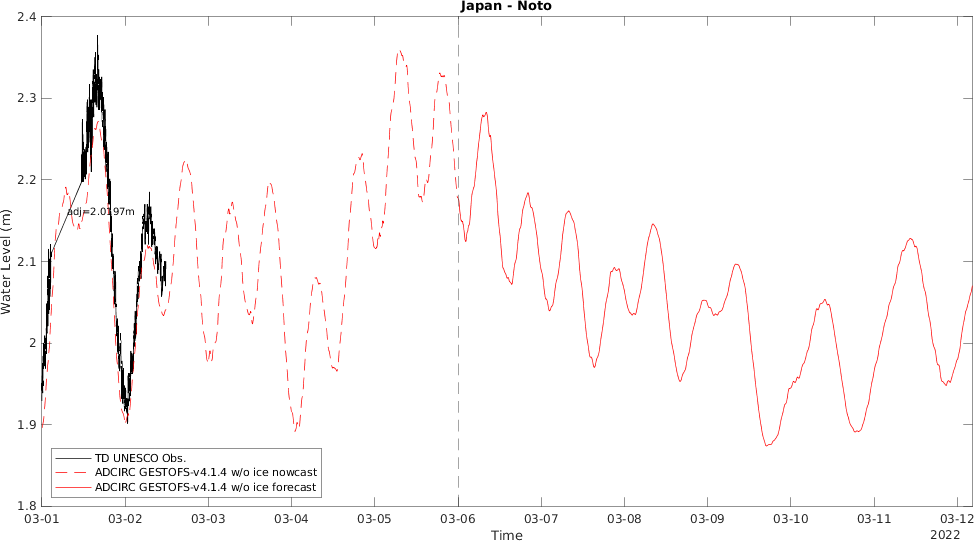 Japan - Noto
2.4
2.3
2.2
2.1
2
1.9
1.8
Water Level (m)
adj=2.0197m
TD UNESCO Obs.
ADCIRC GESTOFS-v4.1.4 w/o ice nowcast
ADCIRC GESTOFS-v4.1.4 w/o ice forecast
03-01 03-02 03-03 03-04 03-05 03-06 03-07 03-08 03-09 03-10 03-11 03-12
Time
2022